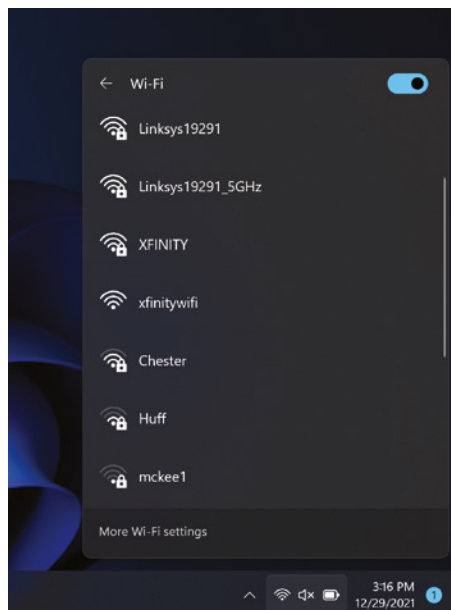 Wi-Fi
Linksys19291
Linksys19291_5GHz
XFINITY
xfinitywifi
Chester
Huff
mckee1
More Wi-Fi settings
3:16 PM
12/29/2021
1